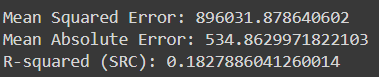 Mean Squared Error: 896031.878640602
Mean Absolute Error: 534.8629971822103
R-squared (SRC): 0.1827886041260014